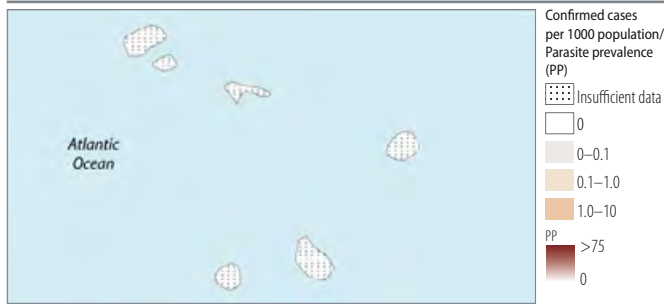 Atlantic
Ocean
Confirmed cases
per 1000 population/
Parasite prevalence
(PP)
Insufficient data
0
0–0.1
0.1–1.0
1.0–10
PP
>75
0